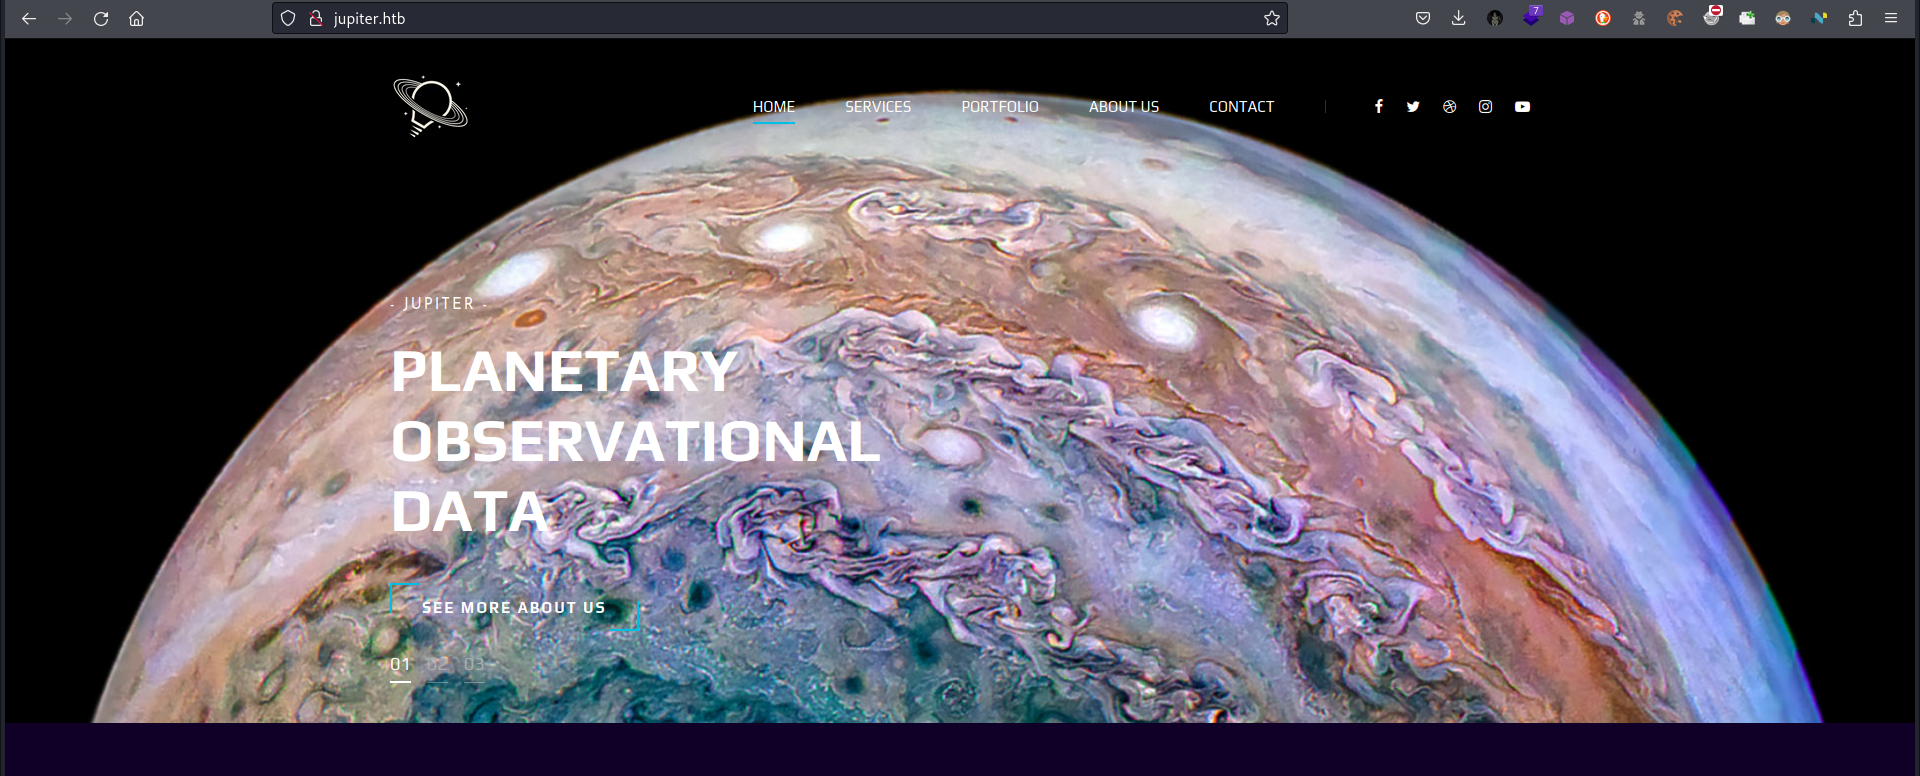 jupiter.htb
7
HOME SERVICES PORTFOLIO ABOUT US CONTACT
- JUPITER -
PLANETARY
OBSERVATIONAL
DATA
SEE MORE ABOUT US
01 02 03